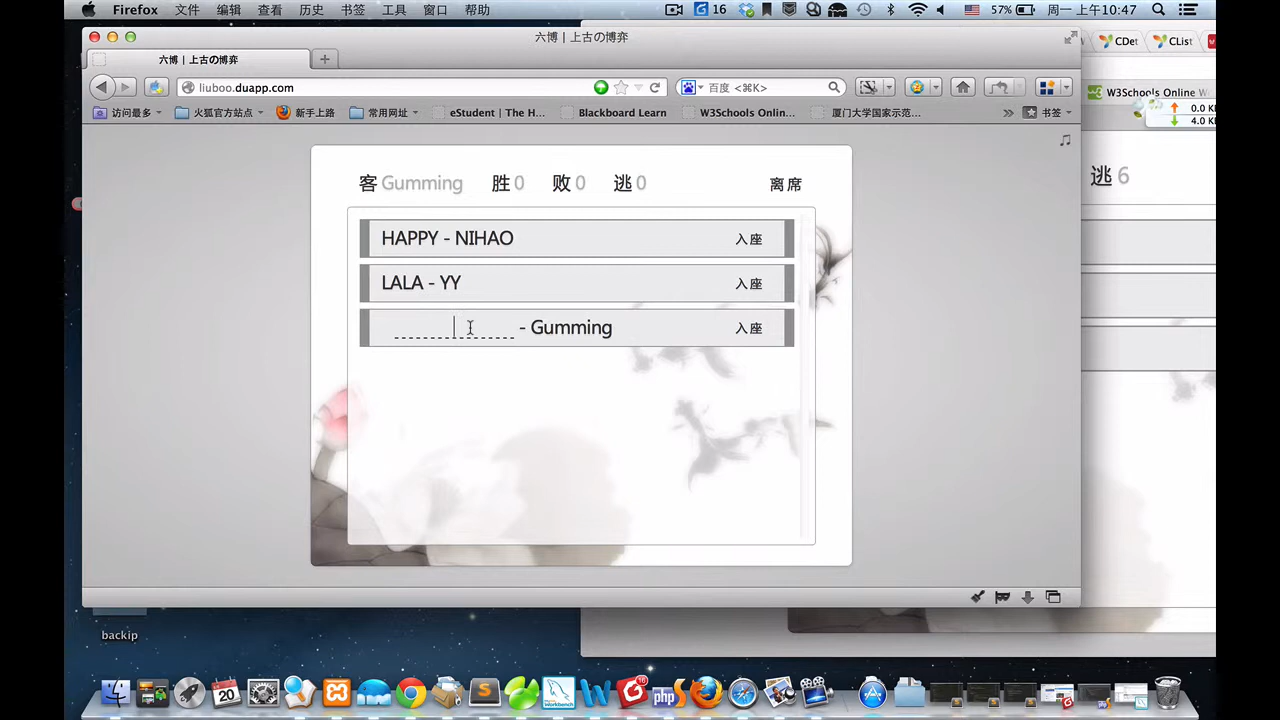 Firefox 文件 编辑 查看 历史 书签 工具 窗口 帮助 16 57% 周一 上午10:47
六博 | 上古の博弈
六博 | 上古の博弈
CDet CList
liuboo.duapp.com 百度 <⌘K>
W3Schools Online W
访问最多 火狐官方站点 新手上路 常用网址 eStudent | The H... Blackboard Learn W3Schools Onlin... 厦门大学国家示范... » 书签
0.0 K
4.0 K
客 Gumming 胜 0 败 0 逃 0 离席
逃 6
HAPPY - NIHAO 入座
LALA - YY 入座
- Gumming 入座
backip
20 php